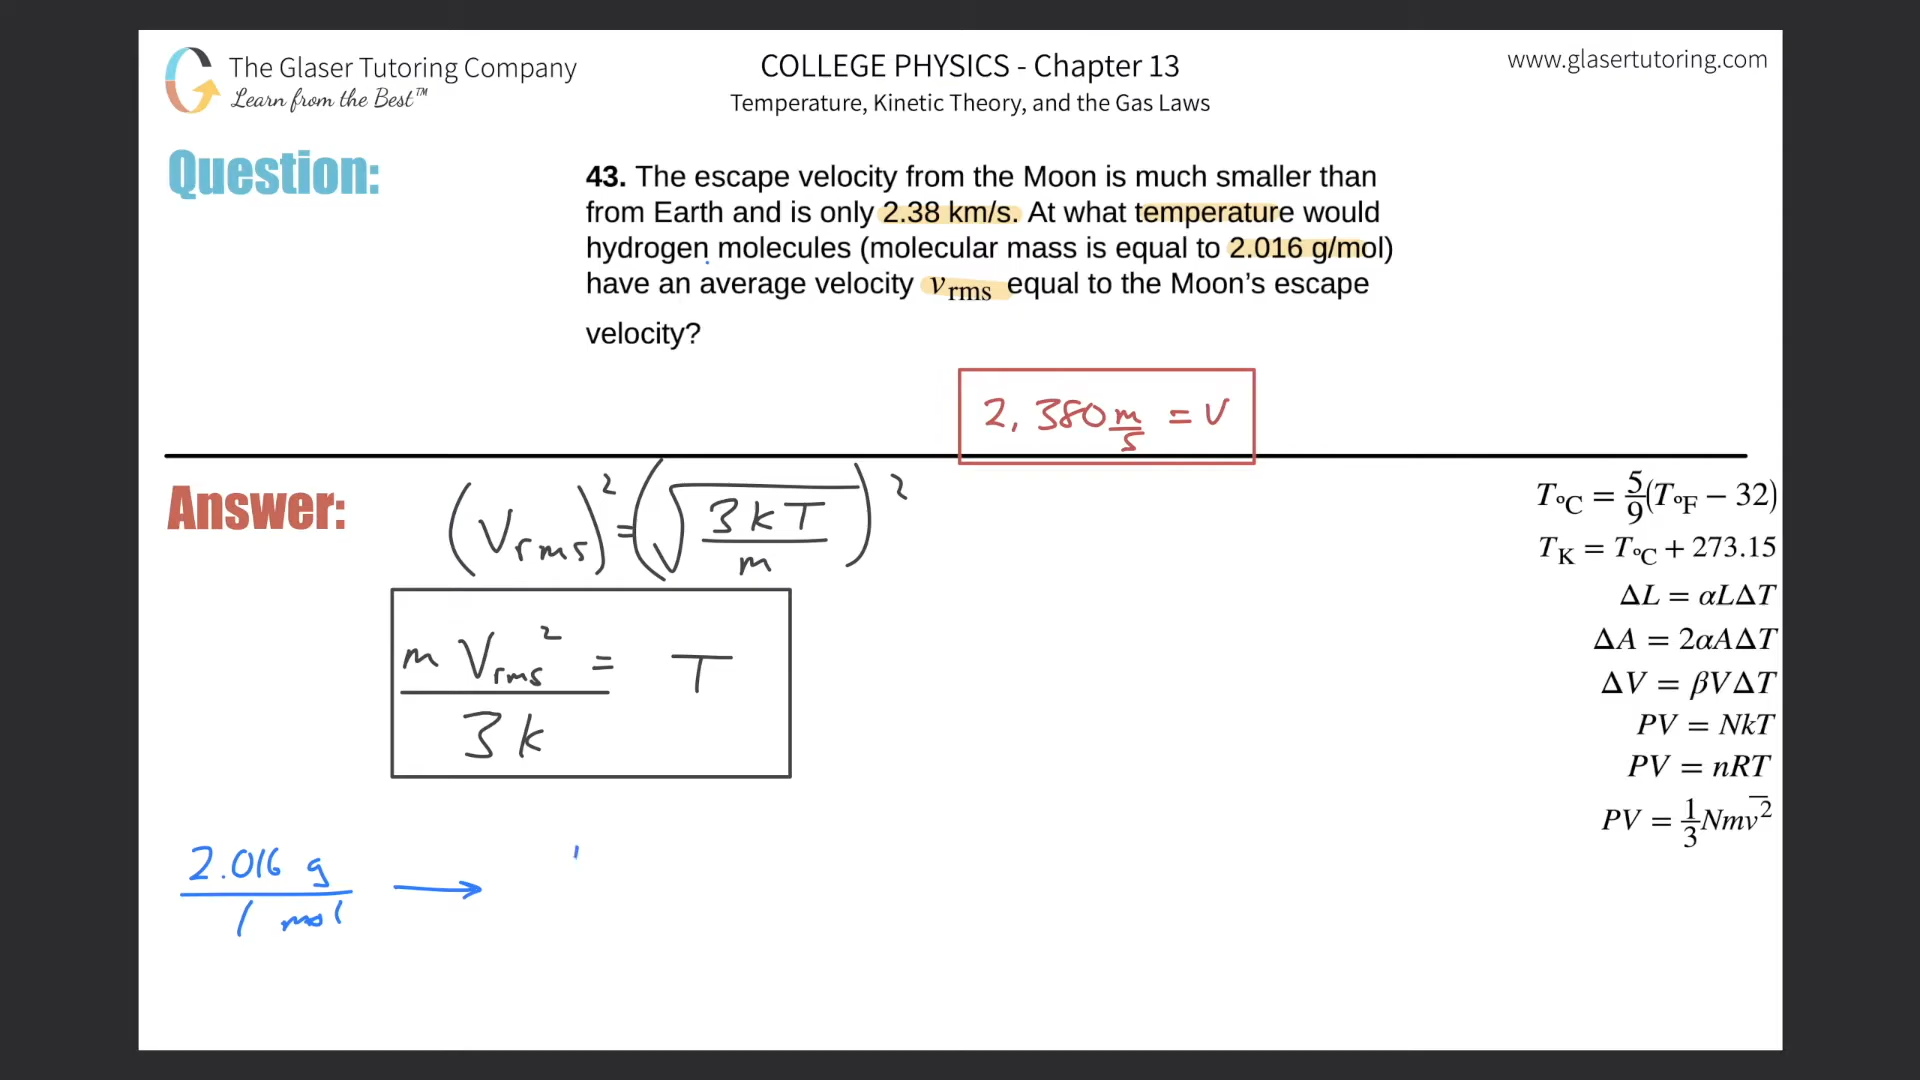 The Glaser Tutoring Company
Learn from the Best™
COLLEGE PHYSICS - Chapter 13
Temperature, Kinetic Theory, and the Gas Laws
www.glasertutoring.com
Question:
43. The escape velocity from the Moon is much smaller than
from Earth and is only 2.38 km/s. At what temperature would
hydrogen molecules (molecular mass is equal to 2.016 g/mol)
have an average velocity v_rms equal to the Moon’s escape
velocity?
2,380 m/s = V
Answer:
(V_rms)² = (√(3kT/m))²
m V_rms² / 3k = T
2.016 g / 1 mol →
T_°C = 5/9(T_°F − 32)
T_K = T_°C + 273.15
ΔL = αLΔT
ΔA = 2αAΔT
ΔV = βVΔT
PV = NkT
PV = nRT
PV = 1/3 Nmv̅²